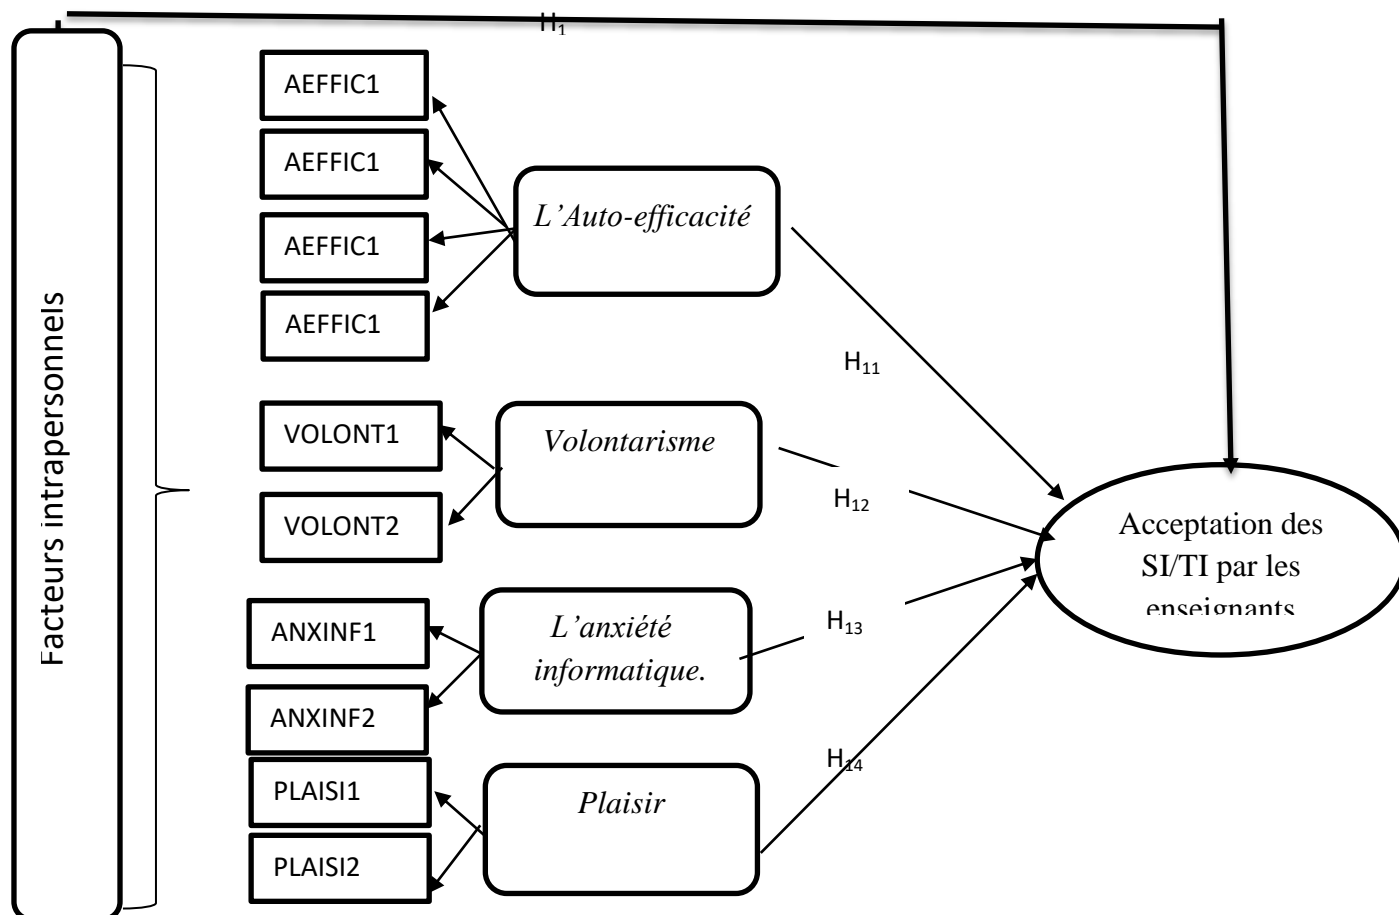 H₁
Facteurs intrapersonnels
AEFFIC1
AEFFIC1
AEFFIC1
AEFFIC1
L’Auto-efficacité
H₁₁
VOLONT1
VOLONT2
Volontarisme
H₁₂
ANXINF1
ANXINF2
L’anxiété
informatique.
H₁₃
PLAISI1
PLAISI2
Plaisir
H₁₄
Acceptation des
SI/TI par les
enseignants